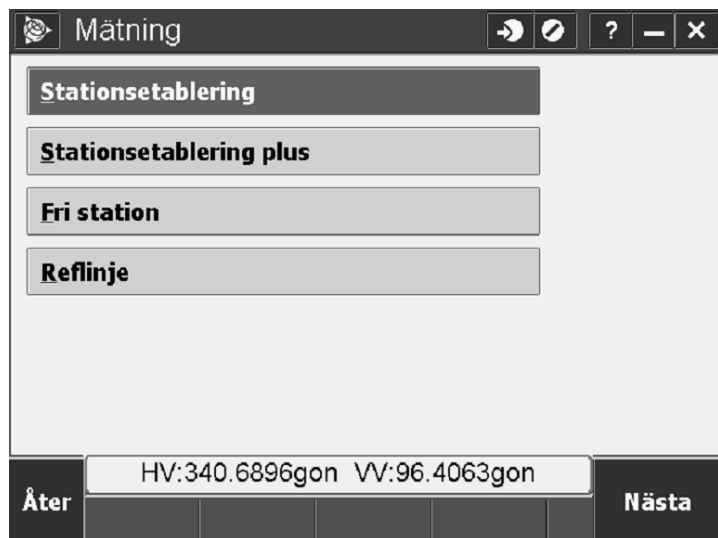 Mätning ? — ×
Stationsetablering
Stationsetablering plus
Fri station
Reflinje
HV:340.6896gon VV:96.4063gon
Åter Nästa